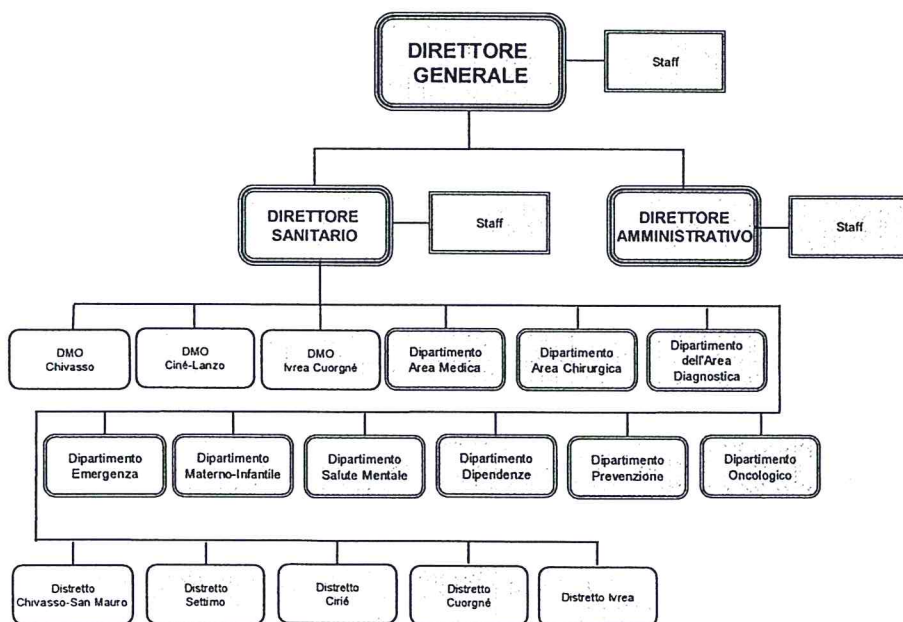 DIRETTORE
GENERALE
Staff
DIRETTORE
SANITARIO
Staff
DIRETTORE
AMMINISTRATIVO
Staff
DMO
Chivasso
DMO
Ciriè-Lanzo
DMO
Ivrea Cuorgné
Dipartimento
Area Medica
Dipartimento
Area Chirurgica
Dipartimento
dell'Area
Diagnostica
Dipartimento
Emergenza
Dipartimento
Materno-Infantile
Dipartimento
Salute Mentale
Dipartimento
Dipendenze
Dipartimento
Prevenzione
Dipartimento
Oncologico
Distretto
Chivasso-San Mauro
Distretto
Settimo
Distretto
Cirié
Distretto
Cuorgné
Distretto Ivrea